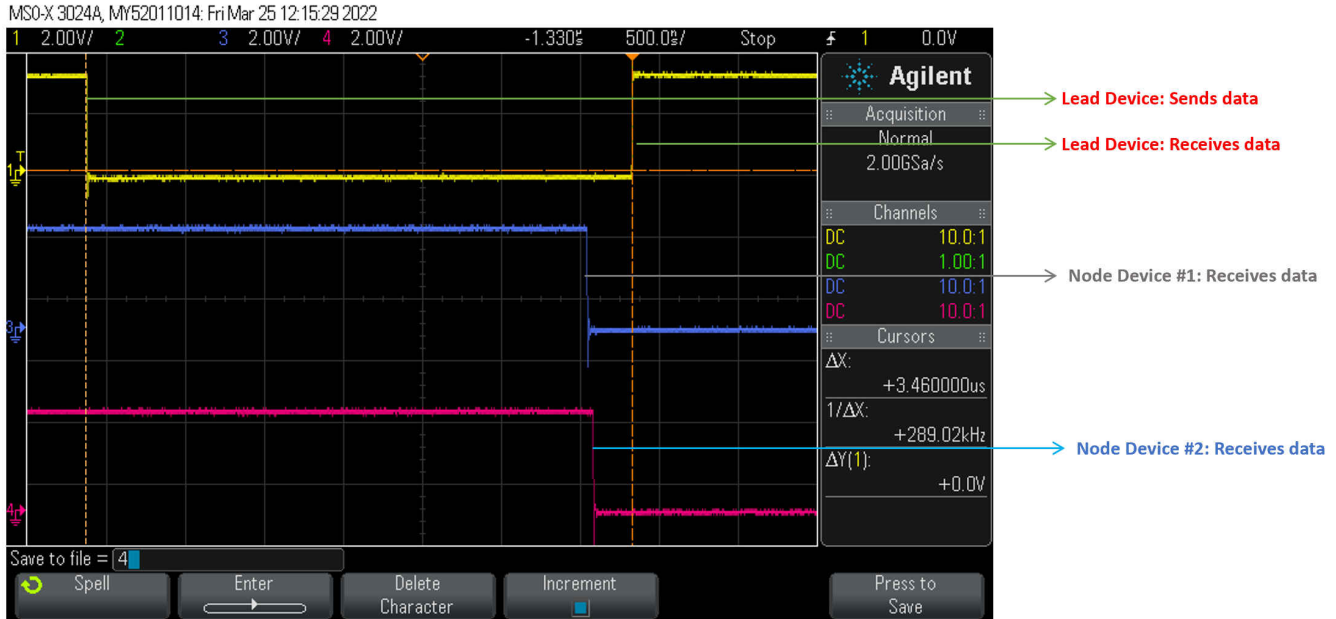 MSO-X 3024A, MY52011014: Fri Mar 25 12:15:29 2022
1 2.00V/ 2 3 2.00V/ 4 2.00V/ -1.330s 500.0s/ Stop 1 0.0V
Agilent
Acquisition
Normal
2.00GSa/s
Channels
DC 10.0:1
DC 1.00:1
DC 10.0:1
DC 10.0:1
Cursors
ΔX:
+3.460000us
1/ΔX:
+289.02kHz
ΔY(1):
+0.0V
T
1
3
4
Lead Device: Sends data
Lead Device: Receives data
Node Device #1: Receives data
Node Device #2: Receives data
Save to file = 4
Spell
Enter
Delete
Character
Increment
Press to
Save